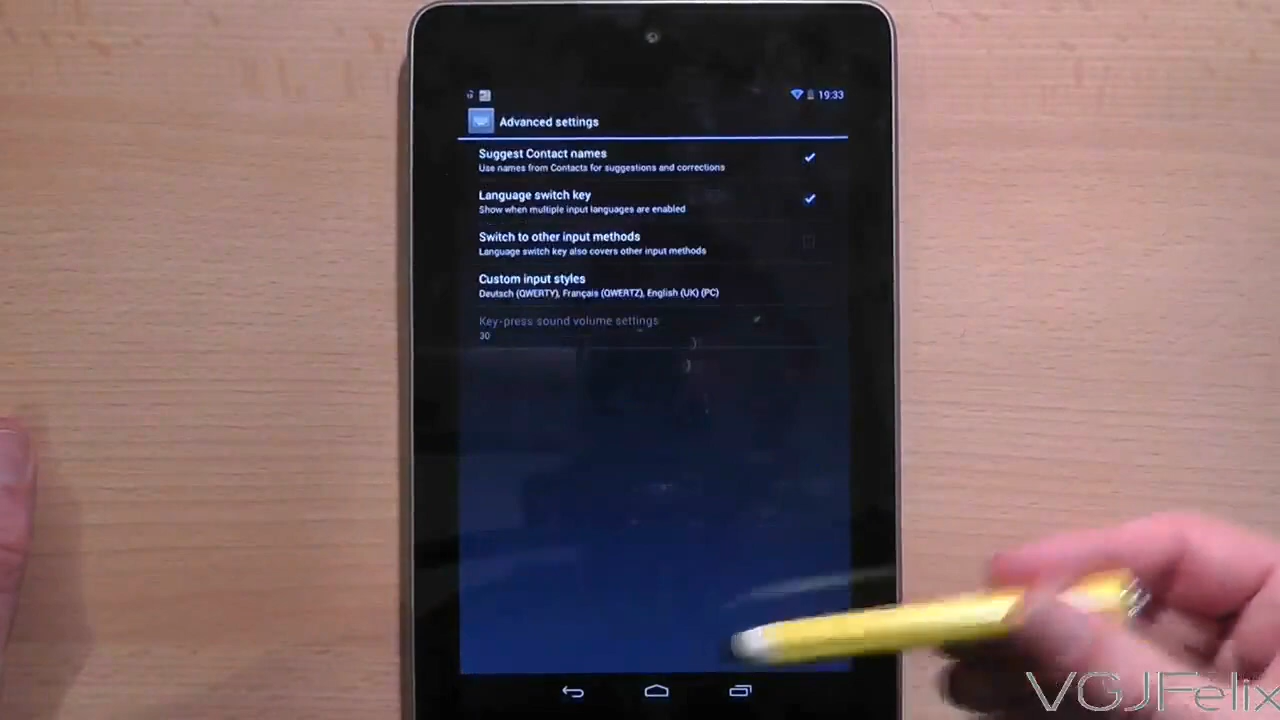 19:33
Advanced settings
Suggest Contact names
Use names from Contacts for suggestions and corrections
Language switch key
Show when multiple input languages are enabled
Switch to other input methods
Language switch key also covers other input methods
Custom input styles
Deutsch (QWERTY), Français (QWERTZ), English (UK) (PC)
Key-press sound volume settings
30
VGJFelix